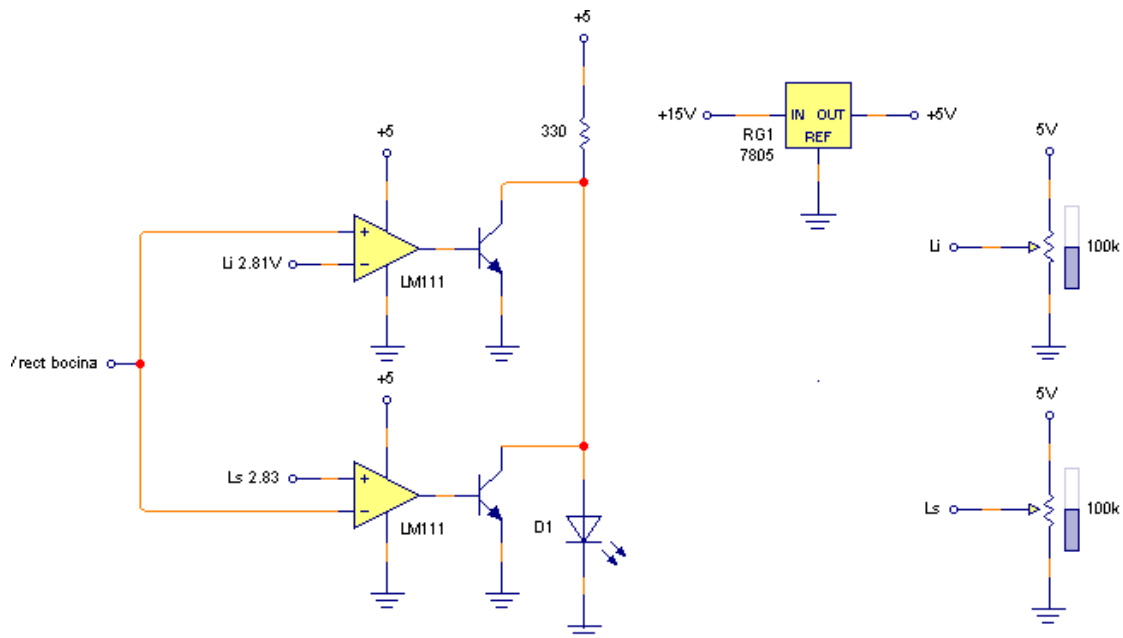 +5
330
+15V
IN OUT
REF
+5V
RG1
7805
5V
+5
+
-
Li 2.81V
LM111
Li
100k
/rect bocina
+5
5V
Ls 2.83
+
-
LM111
D1
Ls
100k